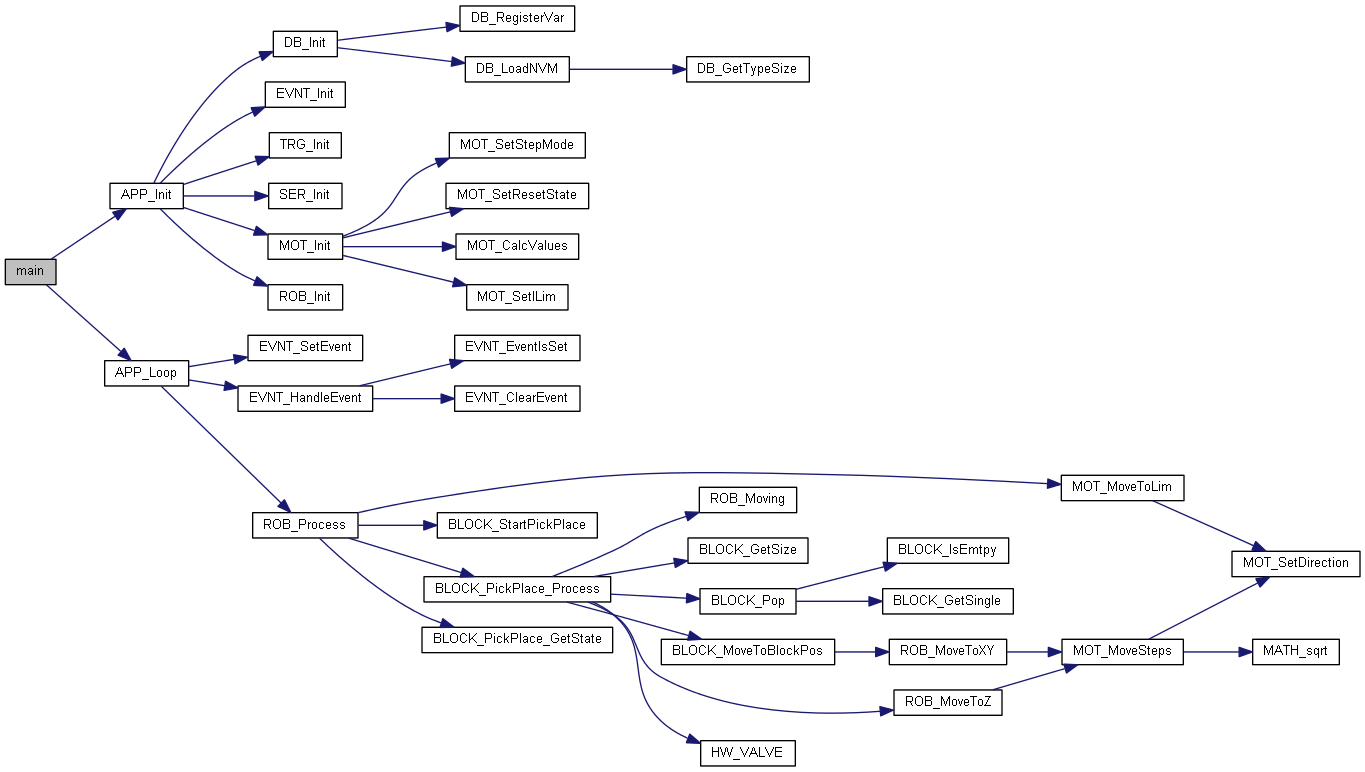 DB_RegisterVar
DB_Init
DB_LoadNVM
DB_GetTypeSize
EVNT_Init
TRG_Init
MOT_SetStepMode
APP_Init
SER_Init
MOT_SetResetState
MOT_Init
MOT_CalcValues
main
ROB_Init
MOT_SetILim
EVNT_SetEvent
EVNT_EventIsSet
APP_Loop
EVNT_HandleEvent
EVNT_ClearEvent
MOT_MoveToLim
ROB_Moving
ROB_Process
BLOCK_StartPickPlace
BLOCK_GetSize
BLOCK_IsEmtpy
MOT_SetDirection
BLOCK_PickPlace_Process
BLOCK_Pop
BLOCK_GetSingle
BLOCK_PickPlace_GetState
BLOCK_MoveToBlockPos
ROB_MoveToXY
MOT_MoveSteps
MATH_sqrt
ROB_MoveToZ
HW_VALVE